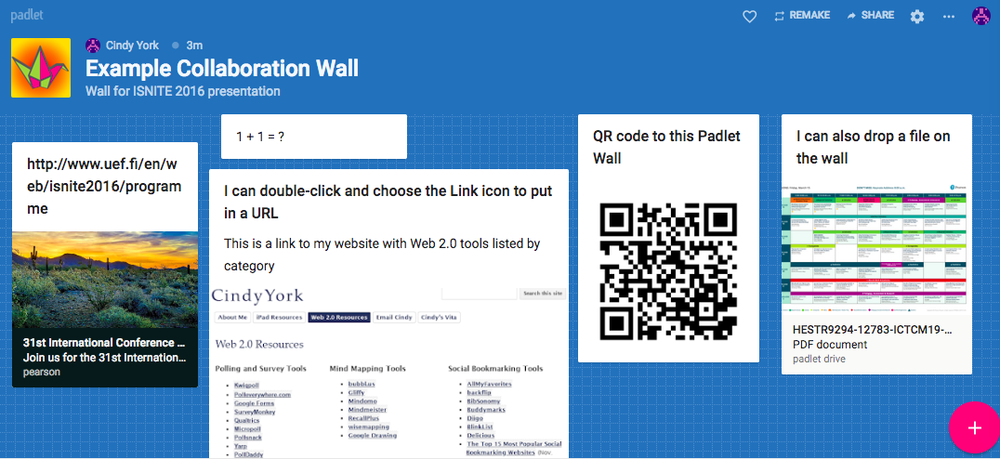 padlet
REMAKE
SHARE
Cindy York
3m
Example Collaboration Wall
Wall for ISNITE 2016 presentation
http://www.uef.fi/en/w
eb/isnite2016/program
me
31st International Conference ...
Join us for the 31st Internation...
pearson
1 + 1 = ?
I can double-click and choose the Link icon to put
in a URL
This is a link to my website with Web 2.0 tools listed by
category
CindyYork
Search this site
About Me
iPad Resources
Web 2.0 Resources
Email Cindy
Cindy's Vita
Web 2.0 Resources
Polling and Survey Tools
Kwiqpoll
Polleverywhere.com
Google Forms
SurveyMonkey
Qualtrics
Micropoll
Pollsnack
Yarp
PollDaddy
Mind Mapping Tools
bubbl.us
Gliffy
Mindomo
Mindmeister
RecallPlus
wisemapping
Google Drawing
Social Bookmarking Tools
AllMyFavorites
backflip
BibSonomy
Buddymarks
Diigo
BlinkList
Delicious
The Top 15 Most Popular Social
Bookmarking Websites (Nov.
QR code to this Padlet
Wall
I can also drop a file on
the wall
HESTR9294-12783-ICTCM19-...
PDF document
padlet drive